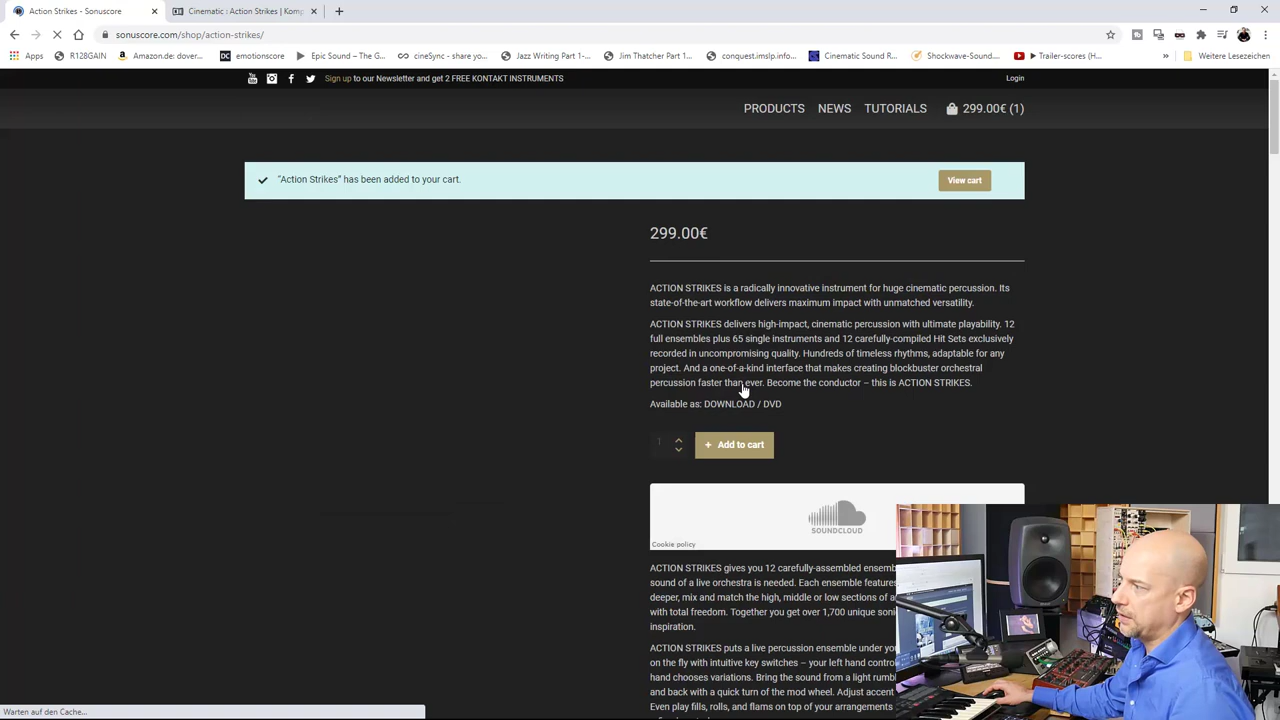 Action Strikes - Sonuscore
Cinematic : Action Strikes | Komp
sonuscore.com/shop/action-strikes/
Apps
R128GAIN
Amazon.de: dover...
emotionscore
Epic Sound – The G...
cineSync - share yo...
Jazz Writing Part 1-...
Jim Thatcher Part 1...
conquest.imslp.info...
Cinematic Sound R...
Shockwave-Sound....
Trailer-scores (H...
Weitere Lesezeichen
Sign up to our Newsletter and get 2 FREE KONTAKT INSTRUMENTS
Login
PRODUCTS NEWS TUTORIALS 299.00€ (1)
“Action Strikes” has been added to your cart.
View cart
299.00€
ACTION STRIKES is a radically innovative instrument for huge cinematic percussion. Its
state-of-the-art workflow delivers maximum impact with unmatched versatility.
ACTION STRIKES delivers high-impact, cinematic percussion with ultimate playability. 12
full ensembles plus 65 single instruments and 12 carefully-compiled Hit Sets exclusively
recorded in uncompromising quality. Hundreds of timeless rhythms, adaptable for any
project. And a one-of-a-kind interface that makes creating blockbuster orchestral
percussion faster than ever. Become the conductor – this is ACTION STRIKES.
Available as: DOWNLOAD / DVD
1
+ Add to cart
SOUNDCLOUD
Cookie policy
ACTION STRIKES gives you 12 carefully-assembled ensemb
sound of a live orchestra is needed. Each ensemble features
deeper, mix and match the high, middle or low sections of a
with total freedom. Together you get over 1,700 unique soni
inspiration.
ACTION STRIKES puts a live percussion ensemble under you
on the fly with intuitive key switches – your left hand control
hand chooses variations. Bring the sound from a light rumbl
and back with a quick turn of the mod wheel. Adjust accent
Even play fills, rolls, and flams on top of your arrangements
Warten auf den Cache...